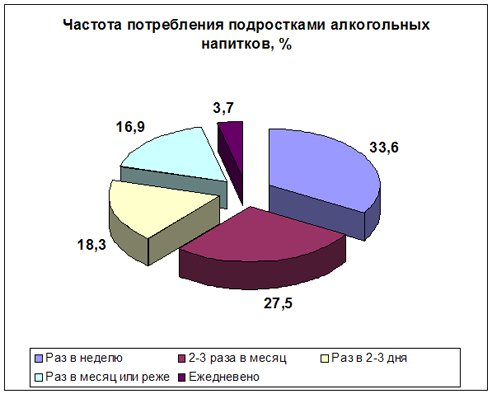 Частота потребления подростками алкогольных
напитков, %
3,7
16,9
33,6
18,3
27,5
Раз в неделю 2-3 раза в месяц Раз в 2-3 дня
Раз в месяц или реже Ежедневено